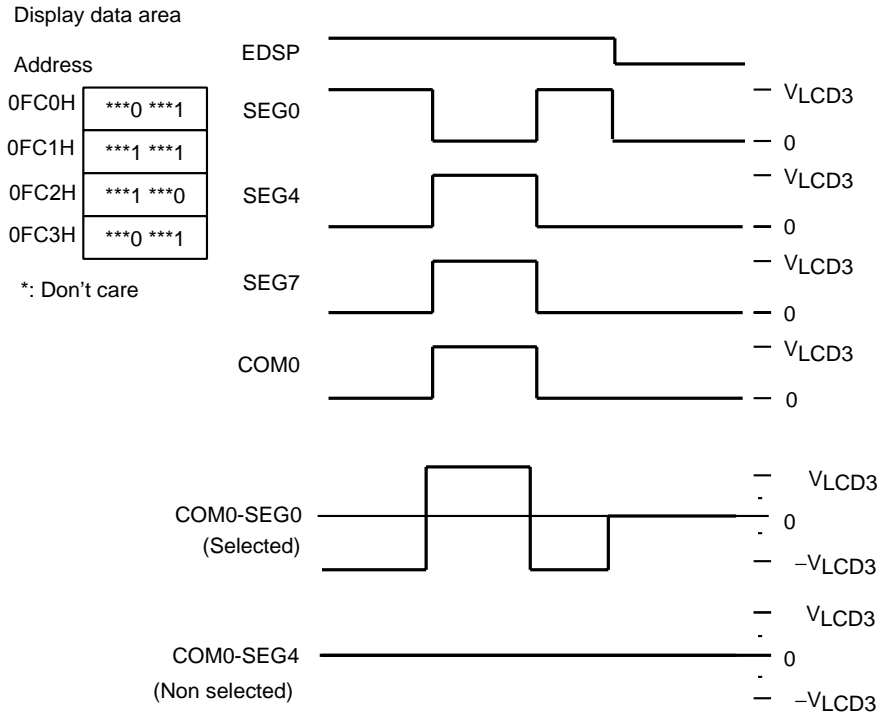 Display data area
Address
0FC0H ***0 ***1
0FC1H ***1 ***1
0FC2H ***1 ***0
0FC3H ***0 ***1
*: Don't care
EDSP
SEG0
VLCD3
0
SEG4
VLCD3
0
SEG7
VLCD3
0
COM0
VLCD3
0
COM0-SEG0
(Selected)
VLCD3
0
−VLCD3
COM0-SEG4
(Non selected)
VLCD3
0
−VLCD3